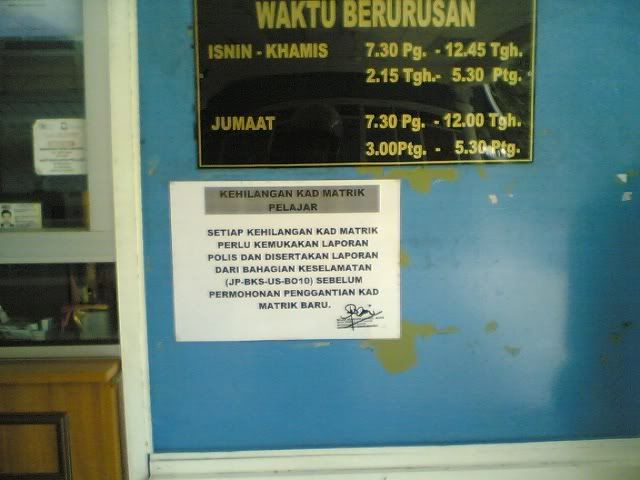 WAKTU BERURUSAN
ISNIN - KHAMIS 7.30 Pg. - 12.45 Tgh.
2.15 Tgh.- 5.30 Ptg.
JUMAAT 7.30 Pg. - 12.00 Tgh.
3.00Ptg. - 5.30 Ptg.
KEHILANGAN KAD MATRIK
PELAJAR
SETIAP KEHILANGAN KAD MATRIK
PERLU KEMUKAKAN LAPORAN
POLIS DAN DISERTAKAN LAPORAN
DARI BAHAGIAN KESELAMATAN
(JP-BKS-US-BO10) SEBELUM
PERMOHONAN PENGGANTIAN KAD
MATRIK BARU.